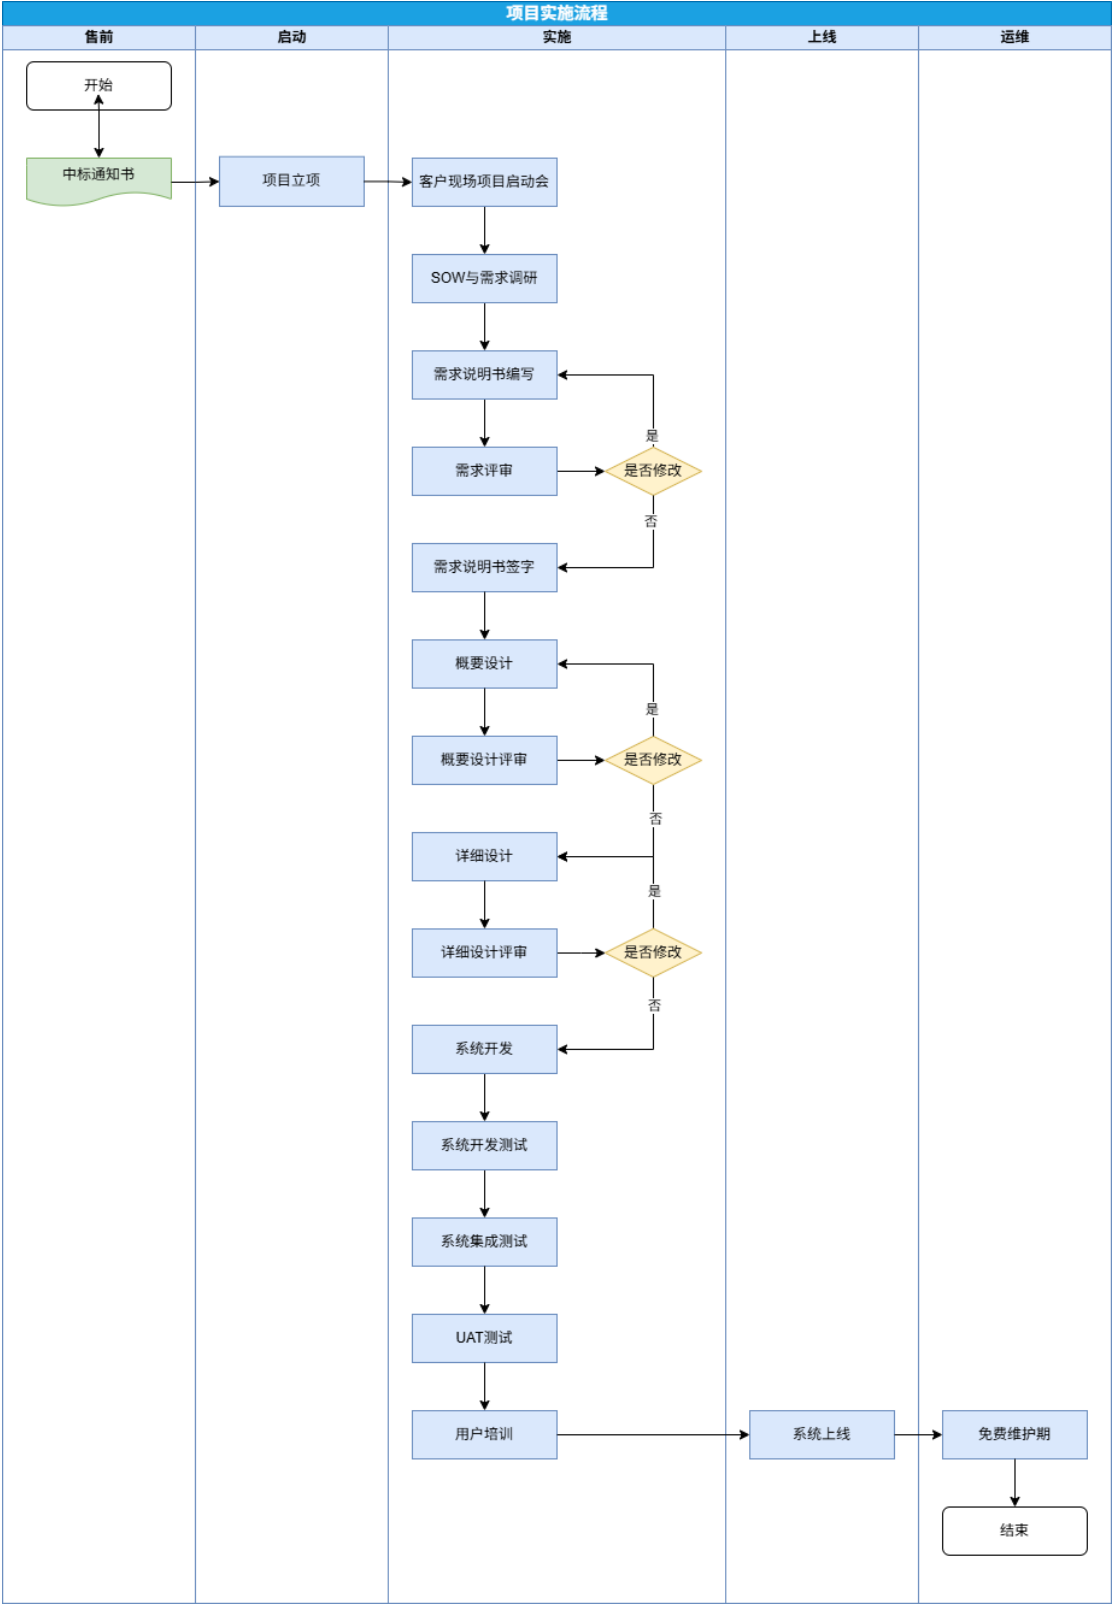 项目实施流程
售前
启动
实施
上线
运维
开始
中标通知书
项目立项
客户现场项目启动会
SOW与需求调研
需求说明书编写
是
需求评审
是否修改
否
需求说明书签字
概要设计
是
概要设计评审
是否修改
否
详细设计
是
详细设计评审
是否修改
否
系统开发
系统开发测试
系统集成测试
UAT测试
用户培训
系统上线
免费维护期
结束